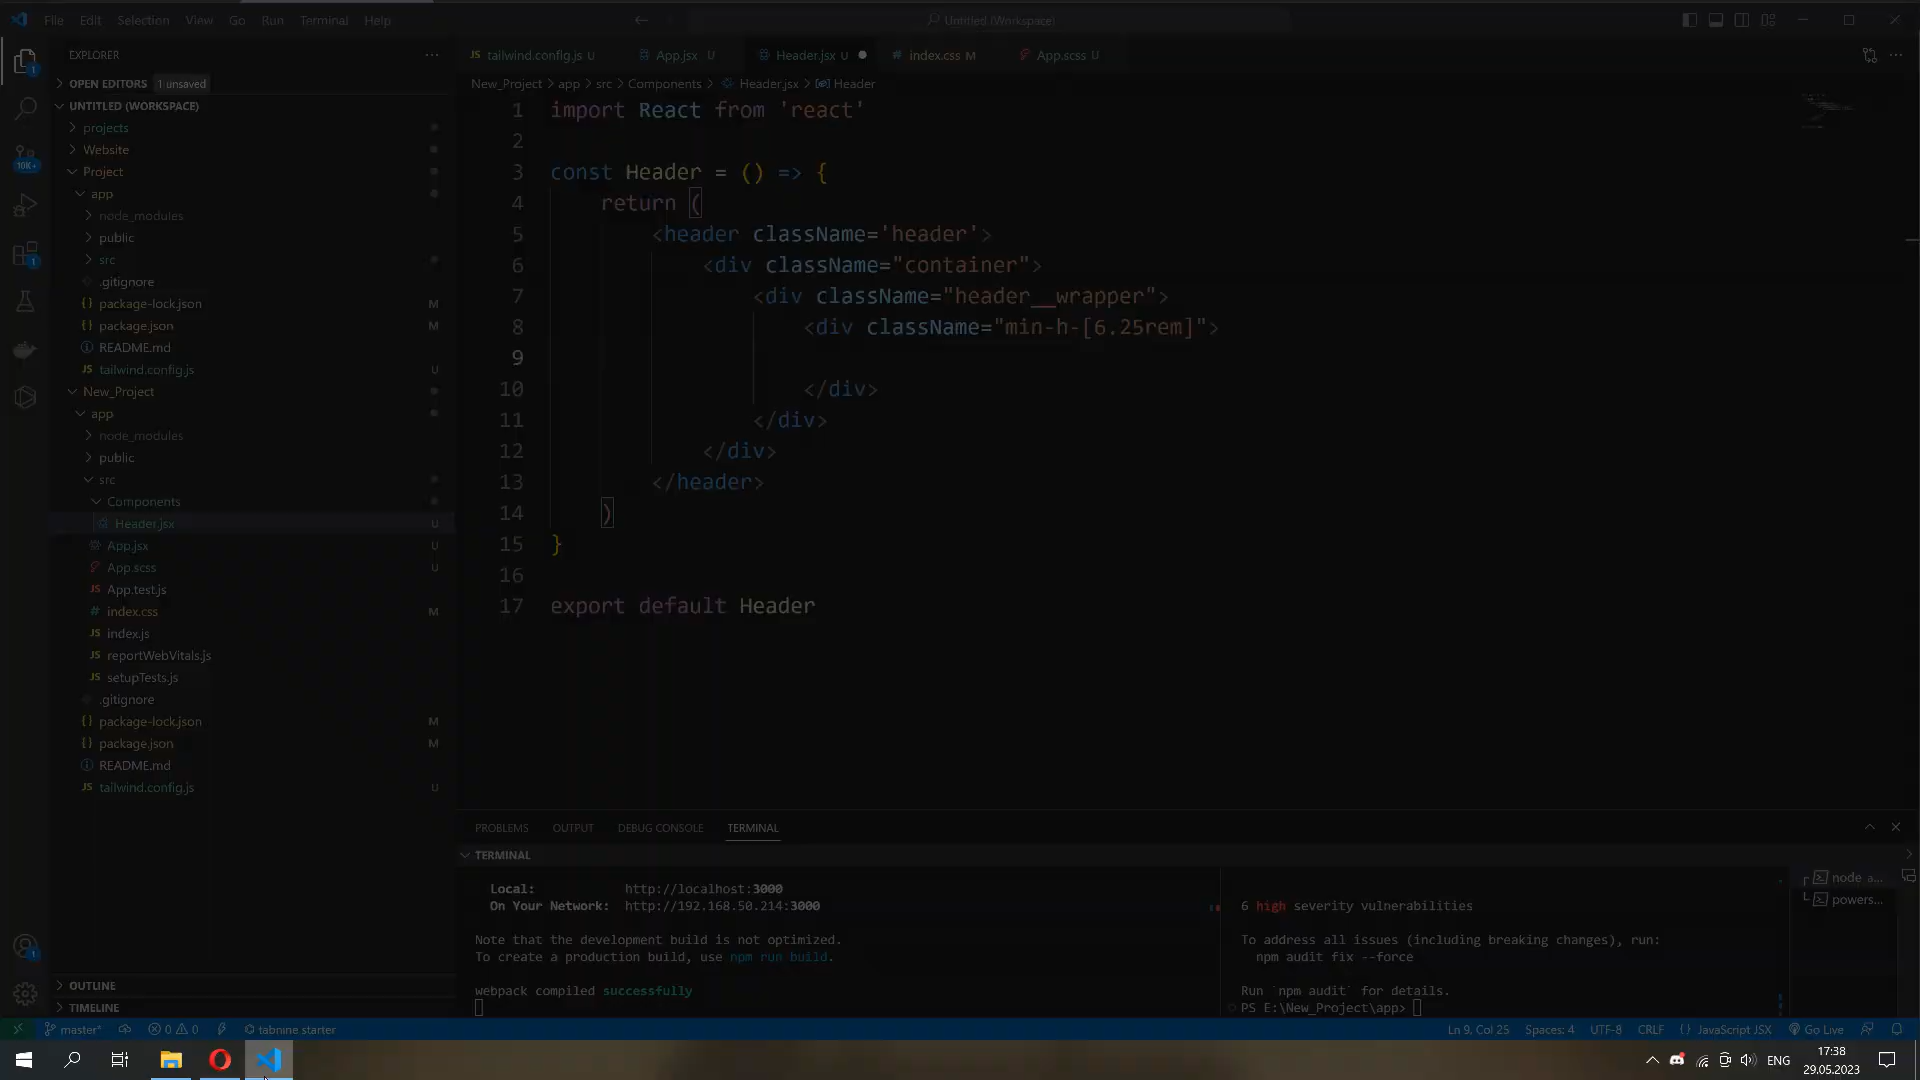 File Edit Selection View Go Run Terminal Help
Untitled (Workspace)
EXPLORER
OPEN EDITORS 1 unsaved
UNTITLED (WORKSPACE)
projects
Website
Project
app
node_modules
public
src
.gitignore
package-lock.json M
package.json M
README.md
tailwind.config.js U
New_Project
app
node_modules
public
src
Components
Header.jsx U
App.jsx U
App.scss U
App.test.js
index.css M
index.js
reportWebVitals.js
setupTests.js
.gitignore
package-lock.json M
package.json M
README.md
tailwind.config.js U
OUTLINE
TIMELINE
1
10K+
1
1
tailwind.config.js U App.jsx U Header.jsx U index.css M App.scss U
New_Project > app > src > Components > Header.jsx > Header
1 import React from 'react'
2
3 const Header = () => {
4 return (
5 <header className='header'>
6 <div className="container">
7 <div className="header__wrapper">
8 <div className="min-h-[6.25rem]">
9
10 </div>
11 </div>
12 </div>
13 </header>
14 )
15 }
16
17 export default Header
PROBLEMS OUTPUT DEBUG CONSOLE TERMINAL
TERMINAL
Local: http://localhost:3000
On Your Network: http://192.168.50.214:3000
Note that the development build is not optimized.
To create a production build, use npm run build.
webpack compiled successfully
6 high severity vulnerabilities
To address all issues (including breaking changes), run:
npm audit fix --force
Run `npm audit` for details.
PS E:\New_Project\app>
node a...
powers...
master* 0 0 tabnine starter Ln 9, Col 25 Spaces: 4 UTF-8 CRLF JavaScript JSX Go Live
ENG
17:38
29.05.2023